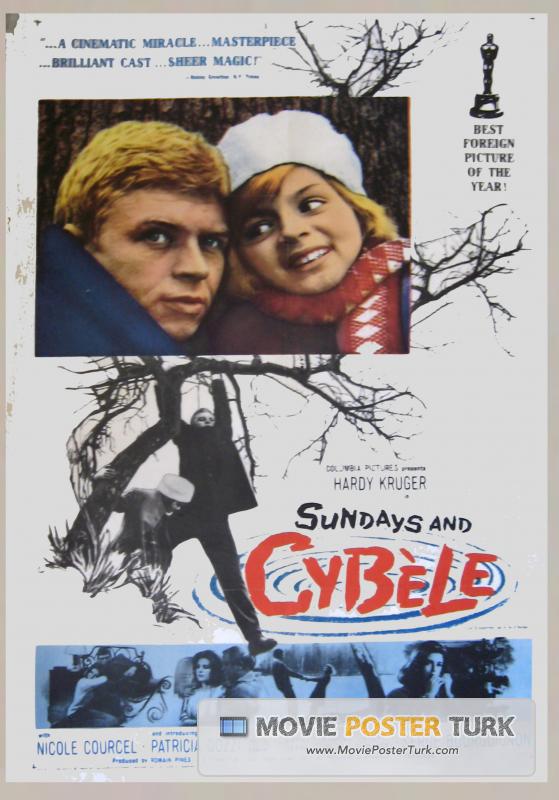 "...A CINEMATIC MIRACLE...MASTERPIECE
...BRILLIANT CAST...SHEER MAGIC!"
BEST
FOREIGN
PICTURE
OF THE
YEAR!
COLUMBIA PICTURES presents
HARDY KRUGER
in
SUNDAYS AND
CYBÈLE
with
and introducing
NICOLE COURCEL · PATRICIA
Produced by ROMAIN PINES
MOVIE POSTER TURK
www.MoviePosterTurk.com